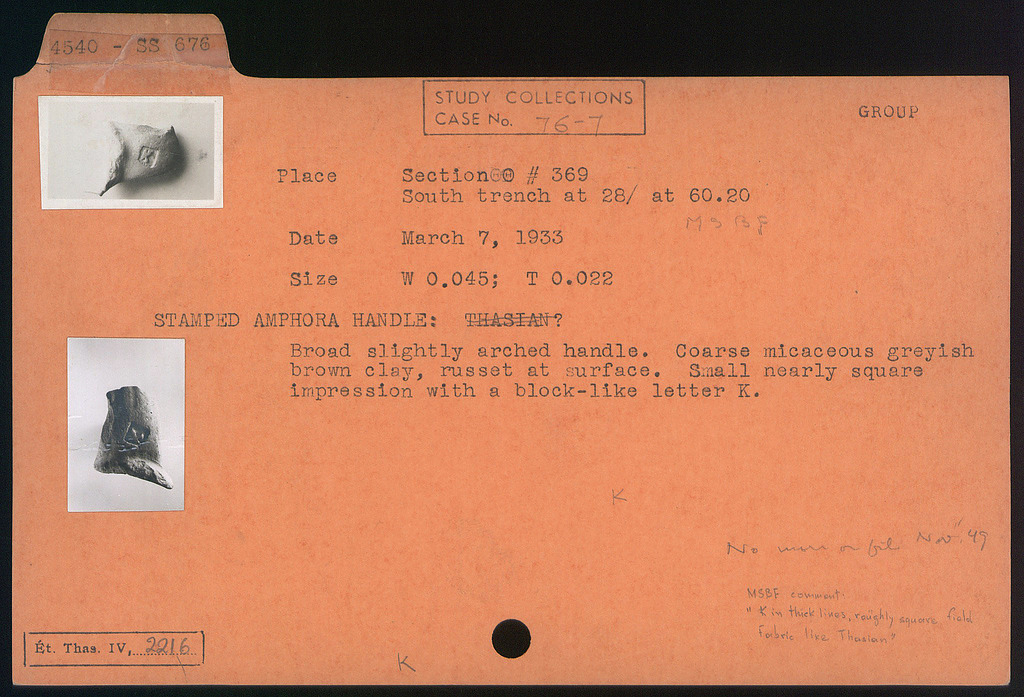 4540 - SS 676
STUDY COLLECTIONS
CASE No. 76-7
GROUP
Place Section Θ # 369
South trench at 28/ at 60.20
MSBF
Date March 7, 1933
Size W 0.045; T 0.022
STAMPED AMPHORA HANDLE: THASIAN?
Broad slightly arched handle. Coarse micaceous greyish
brown clay, russet at surface. Small nearly square
impression with a block-like letter K.
K
No on file Nov. 49
MSBF comment:
"K in thick lines, roughly square field
Fabric like Thasian"
Ét. Thas. IV, 2216
K